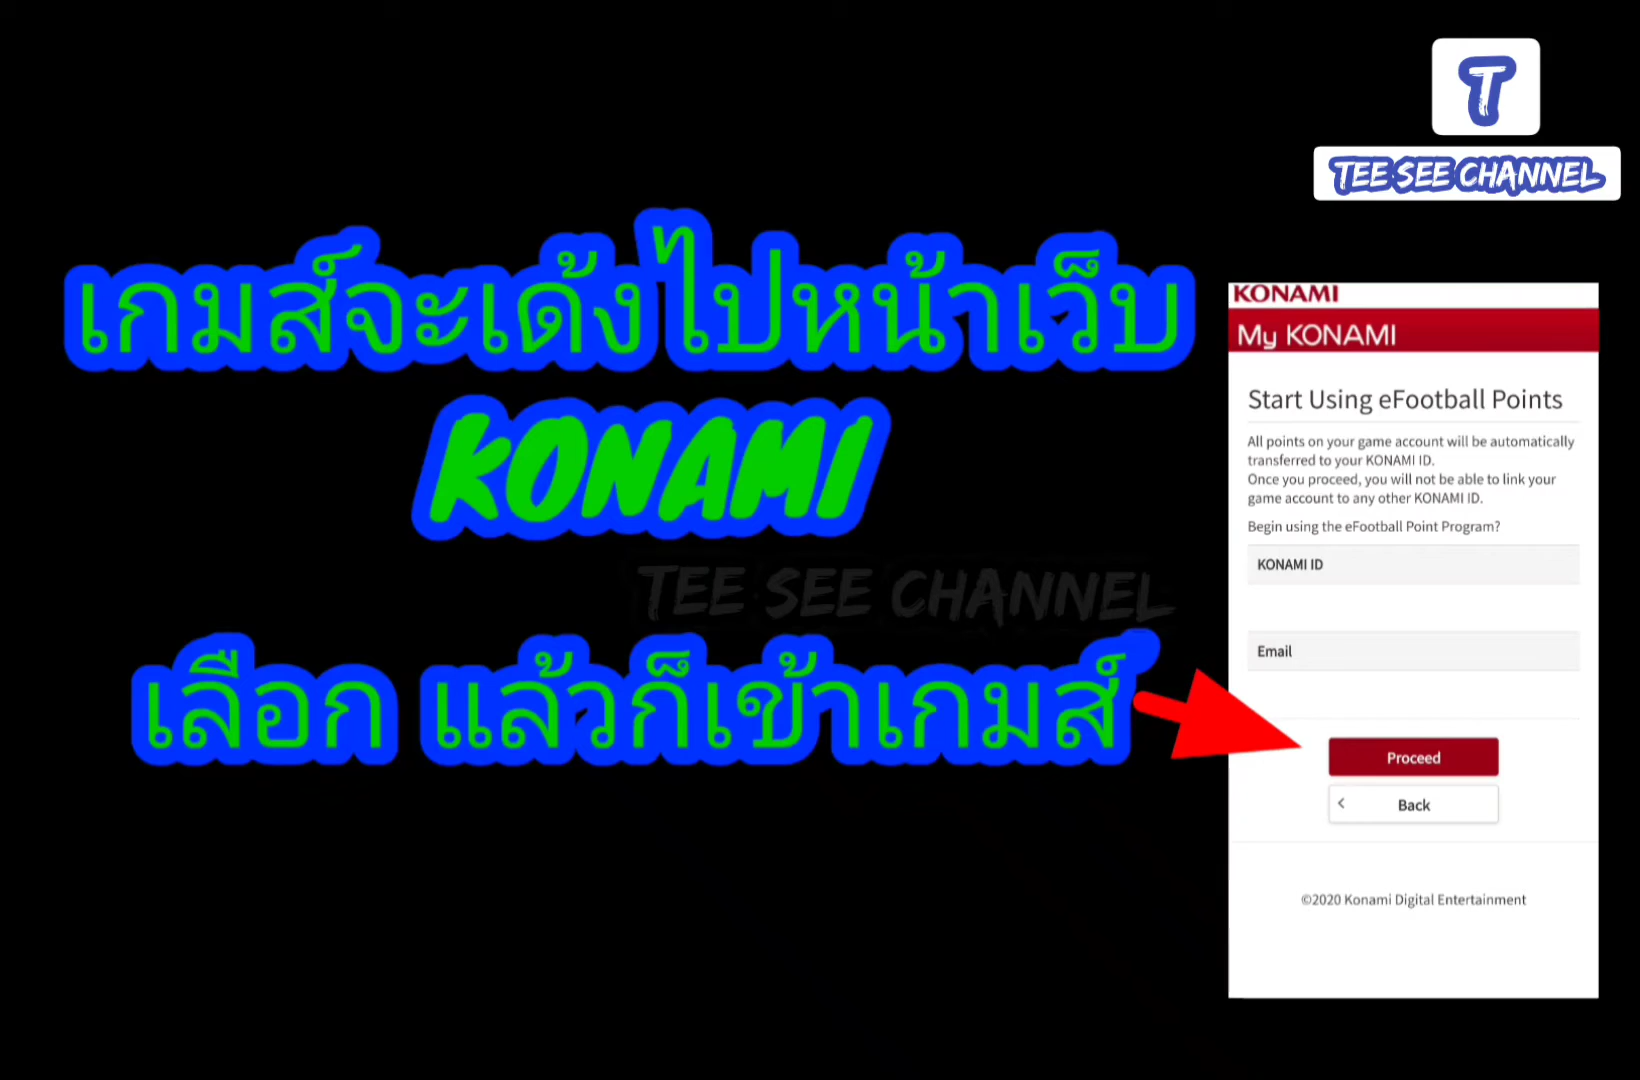 T
TEE SEE CHANNEL
เกมส์จะเด้งไปหน้าเว็บ
KONAMI
TEE SEE CHANNEL
เลือก แล้วก็เข้าเกมส์
KONAMI
My KONAMI
Start Using eFootball Points
All points on your game account will be automatically
transferred to your KONAMI ID.
Once you proceed, you will not be able to link your
game account to any other KONAMI ID.
Begin using the eFootball Point Program?
KONAMI ID
Email
Proceed
Back
©2020 Konami Digital Entertainment